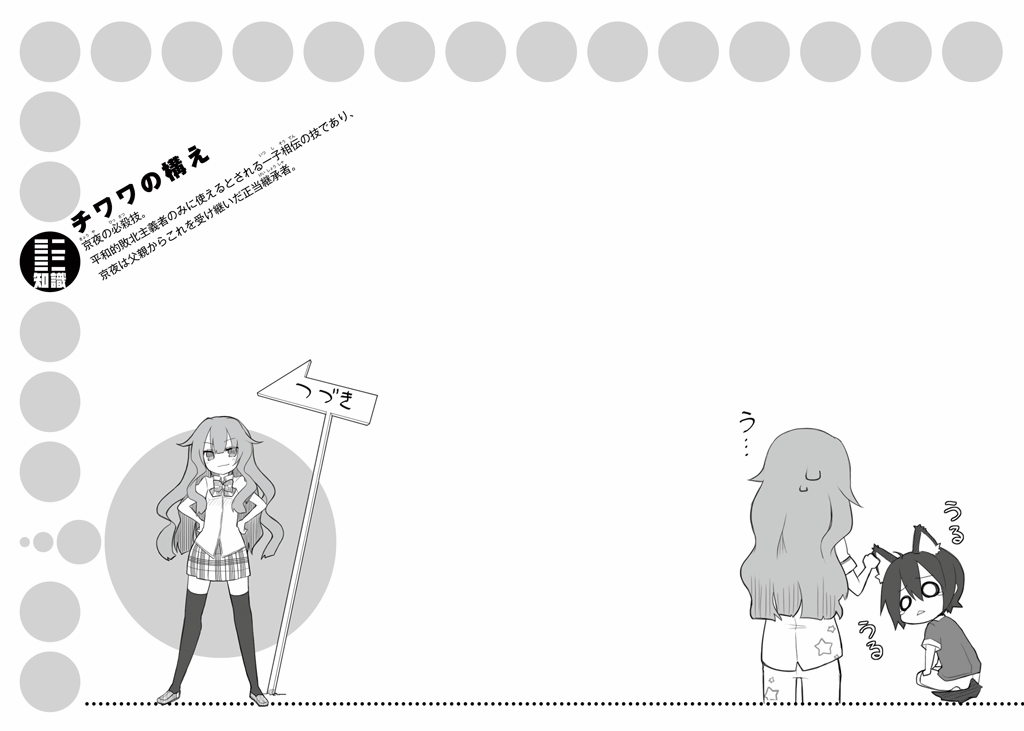 ミニ
知識
チワワの構え
京夜の必殺技。
平和的敗北主義者のみに使えるとされる一子相伝の技であり、
京夜は父親からこれを受け継いだ正当継承者。
つづき
う…
うる
うる